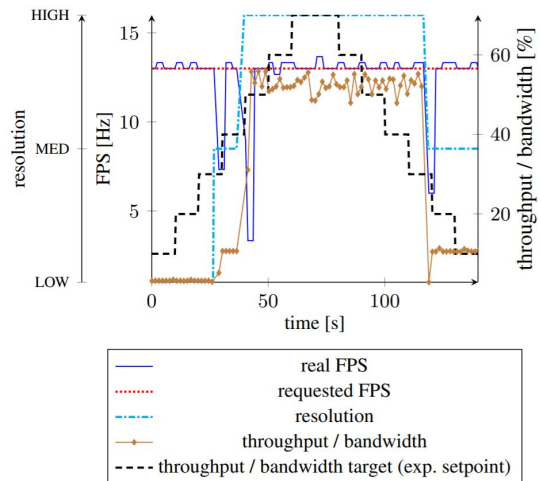 HIGH
MED
LOW
resolution
15
10
5
FPS [Hz]
60 %
40 %
20 %
throughput / bandwidth [%]
0
50
100
time [s]
real FPS
requested FPS
resolution
throughput / bandwidth
throughput / bandwidth target (exp. setpoint)